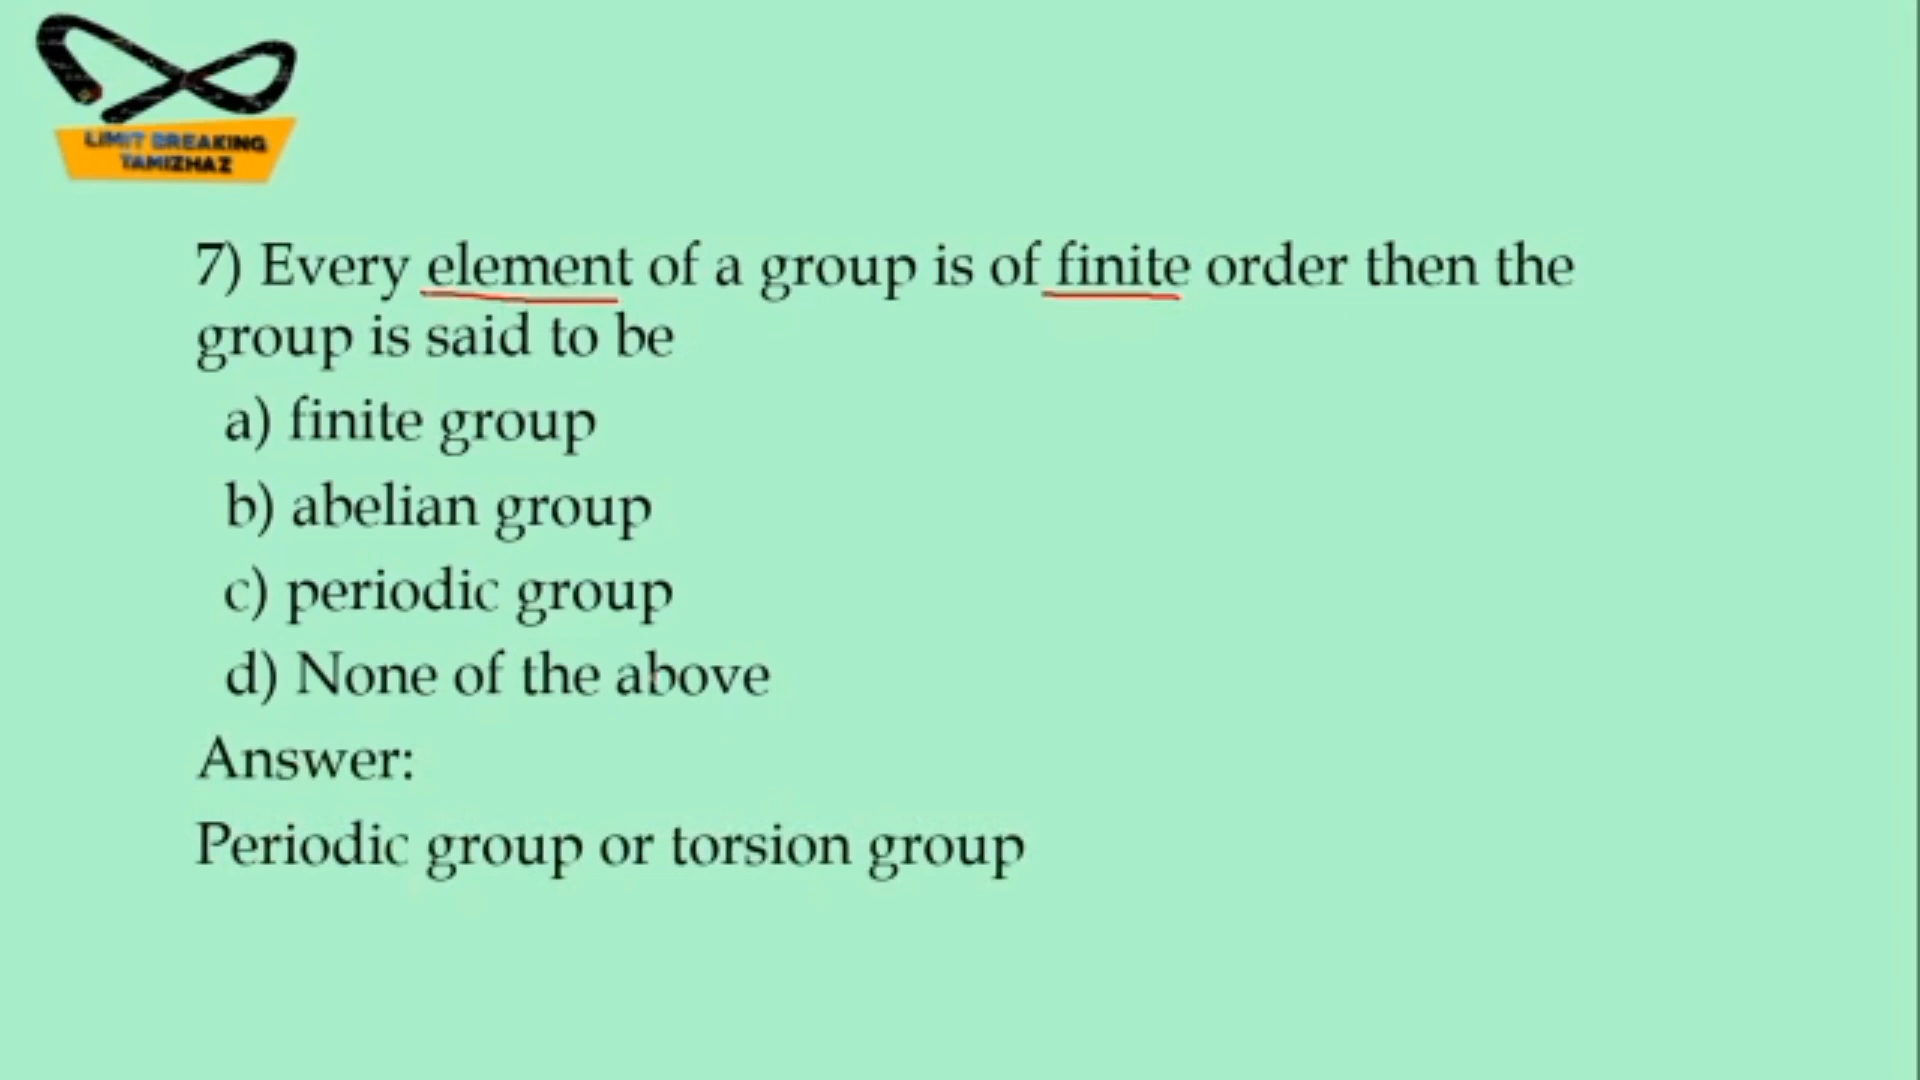 LIMIT BREAKING
TAMIZHAZ
7) Every element of a group is of finite order then the
group is said to be
a) finite group
b) abelian group
c) periodic group
d) None of the above
Answer:
Periodic group or torsion group